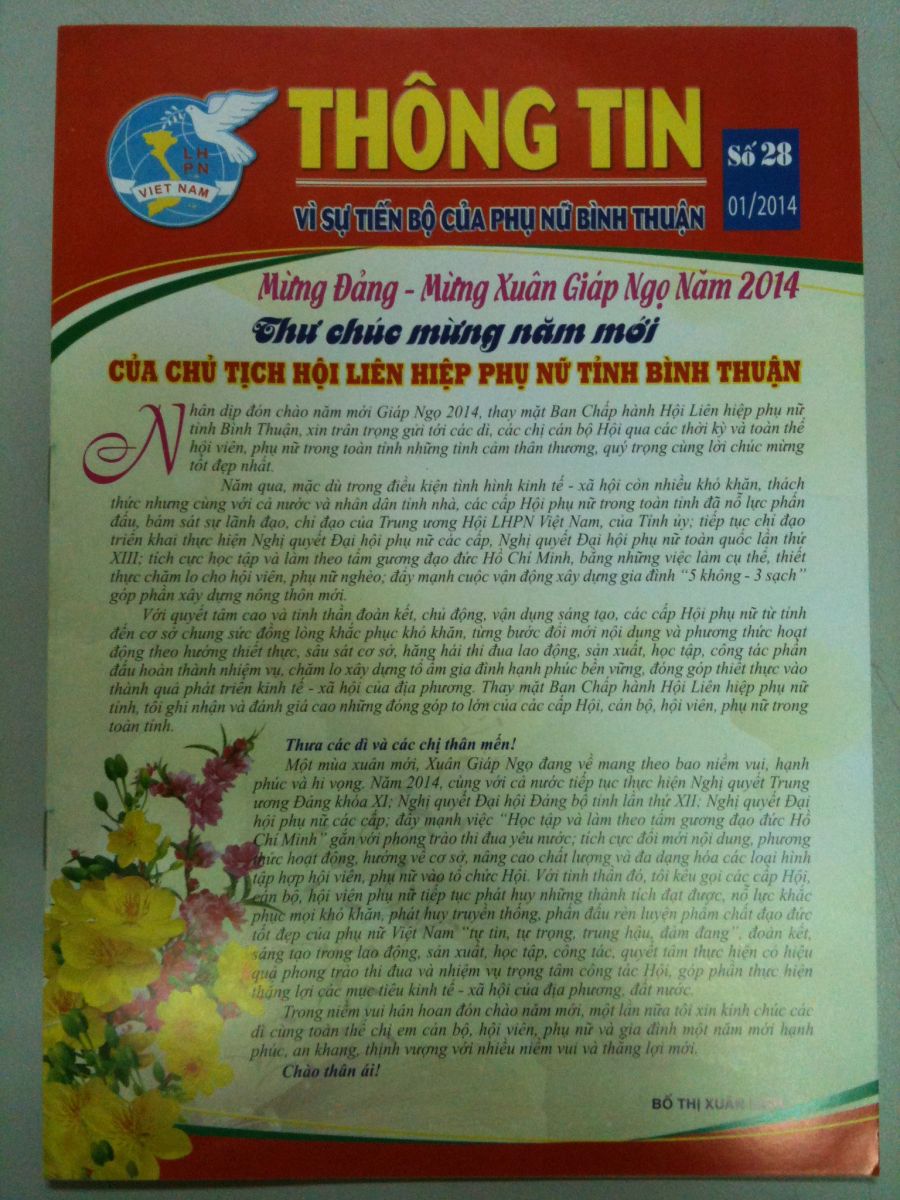 LH
PN
VIET NAM
THÔNG TIN
Số 28
01/2014
VÌ SỰ TIẾN BỘ CỦA PHỤ NỮ BÌNH THUẬN
Mừng Đảng - Mừng Xuân Giáp Ngọ Năm 2014
Thư chúc mừng năm mới
CỦA CHỦ TỊCH HỘI LIÊN HIỆP PHỤ NỮ TỈNH BÌNH THUẬN
Nhân dịp đón chào năm mới Giáp Ngọ 2014, thay mặt Ban Chấp hành Hội Liên hiệp phụ nữ
tỉnh Bình Thuận, xin trân trọng gửi tới các dì, các chị cán bộ Hội qua các thời kỳ và toàn thể
hội viên, phụ nữ trong toàn tỉnh những tình cảm thân thương, quý trọng cùng lời chúc mừng
tốt đẹp nhất.
Năm qua, mặc dù trong điều kiện tình hình kinh tế - xã hội còn nhiều khó khăn, thách
thức nhưng cùng với cả nước và nhân dân tỉnh nhà, các cấp Hội phụ nữ trong toàn tỉnh đã nỗ lực phấn
đấu, bám sát sự lãnh đạo, chỉ đạo của Trung ương Hội LHPN Việt Nam, của Tỉnh ủy; tiếp tục chỉ đạo
triển khai thực hiện Nghị quyết Đại hội phụ nữ các cấp, Nghị quyết Đại hội phụ nữ toàn quốc lần thứ
XIII; tích cực học tập và làm theo tấm gương đạo đức Hồ Chí Minh, bằng những việc làm cụ thể, thiết
thực chăm lo cho hội viên, phụ nữ nghèo; đẩy mạnh cuộc vận động xây dựng gia đình “5 không - 3 sạch”
góp phần xây dựng nông thôn mới.
Với quyết tâm cao và tinh thần đoàn kết, chủ động, vận dụng sáng tạo, các cấp Hội phụ nữ từ tỉnh
đến cơ sở chung sức đồng lòng khắc phục khó khăn, từng bước đổi mới nội dung và phương thức hoạt
động theo hướng thiết thực, sâu sát cơ sở, hăng hái thi đua lao động, sản xuất, học tập, công tác phấn
đấu hoàn thành nhiệm vụ, chăm lo xây dựng tổ ấm gia đình hạnh phúc bền vững, đóng góp thiết thực vào
thành quả phát triển kinh tế - xã hội của địa phương. Thay mặt Ban Chấp hành Hội Liên hiệp phụ nữ
tỉnh, tôi ghi nhận và đánh giá cao những đóng góp to lớn của các cấp Hội, cán bộ, hội viên, phụ nữ trong
toàn tỉnh.
Thưa các dì và các chị thân mến!
Một mùa xuân mới, Xuân Giáp Ngọ đang về mang theo bao niềm vui, hạnh
phúc và hi vọng. Năm 2014, cùng với cả nước tiếp tục thực hiện Nghị quyết Trung
ương Đảng khóa XI; Nghị quyết Đại hội Đảng bộ tỉnh lần thứ XII; Nghị quyết Đại
hội phụ nữ các cấp; đẩy mạnh việc “Học tập và làm theo tấm gương đạo đức Hồ
Chí Minh” gắn với phong trào thi đua yêu nước; tích cực đổi mới nội dung, phương
thức hoạt động, hướng về cơ sở, nâng cao chất lượng và đa dạng hóa các loại hình
tập hợp hội viên, phụ nữ vào tổ chức Hội. Với tinh thần đó, tôi kêu gọi các cấp Hội,
cán bộ, hội viên phụ nữ tiếp tục phát huy những thành tích đạt được, nỗ lực khắc
phục mọi khó khăn, phát huy truyền thống, phấn đấu rèn luyện phẩm chất đạo đức
tốt đẹp của phụ nữ Việt Nam “tự tin, tự trọng, trung hậu, đảm đang”, đoàn kết,
sáng tạo trong lao động, sản xuất, học tập, công tác, quyết tâm thực hiện có hiệu
quả phong trào thi đua và nhiệm vụ trọng tâm công tác Hội, góp phần thực hiện
thắng lợi các mục tiêu kinh tế - xã hội của địa phương, đất nước.
Trong niềm vui hân hoan đón chào năm mới, một lần nữa tôi xin kính chúc các
dì cùng toàn thể chị em cán bộ, hội viên, phụ nữ và gia đình một năm mới hạnh
phúc, an khang, thịnh vượng với nhiều niềm vui và thắng lợi mới.
Chào thân ái!
BỐ THỊ XUÂN